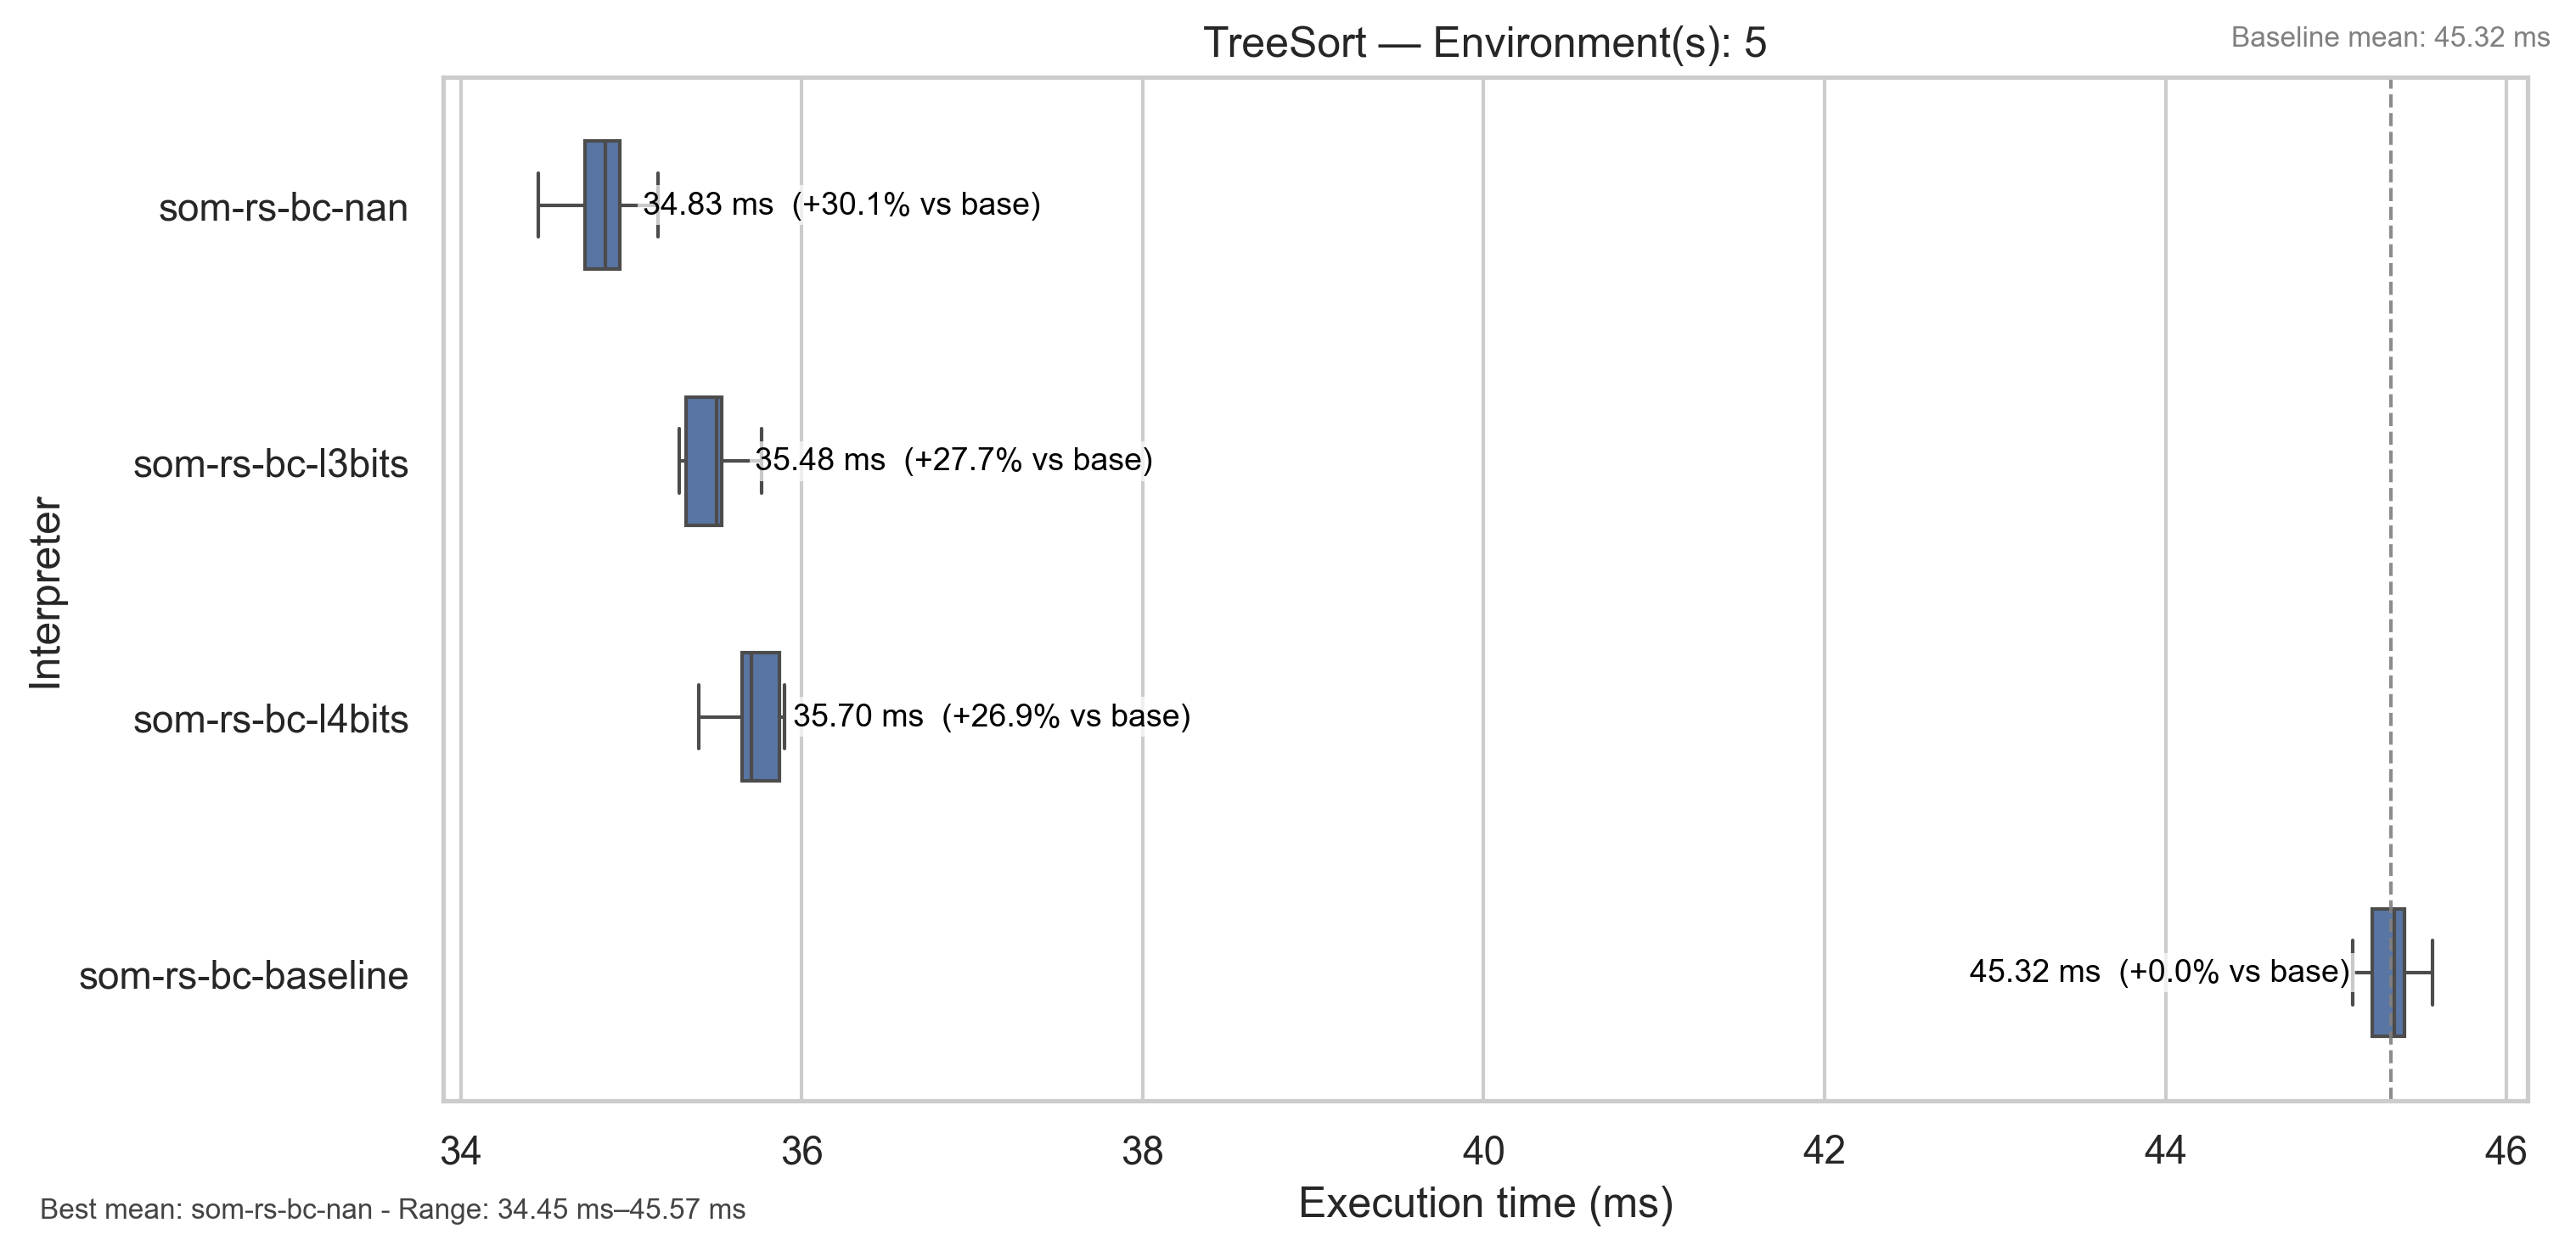 TreeSort — Environment(s): 5
Baseline mean: 45.32 ms
Interpreter
som-rs-bc-nan
34.83 ms  (+30.1% vs base)
som-rs-bc-l3bits
35.48 ms  (+27.7% vs base)
som-rs-bc-l4bits
35.70 ms  (+26.9% vs base)
som-rs-bc-baseline
45.32 ms  (+0.0% vs base)
34 36 38 40 42 44 46
Execution time (ms)
Best mean: som-rs-bc-nan - Range: 34.45 ms–45.57 ms